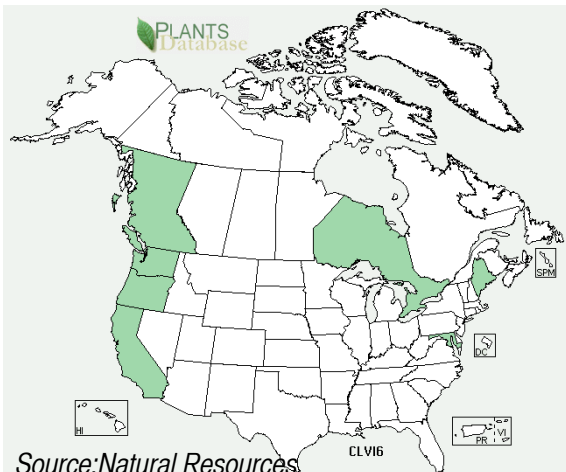 PLANTS
Database
SPM
DC
HI
PR VI
CLVI6
Source:Natural Resources